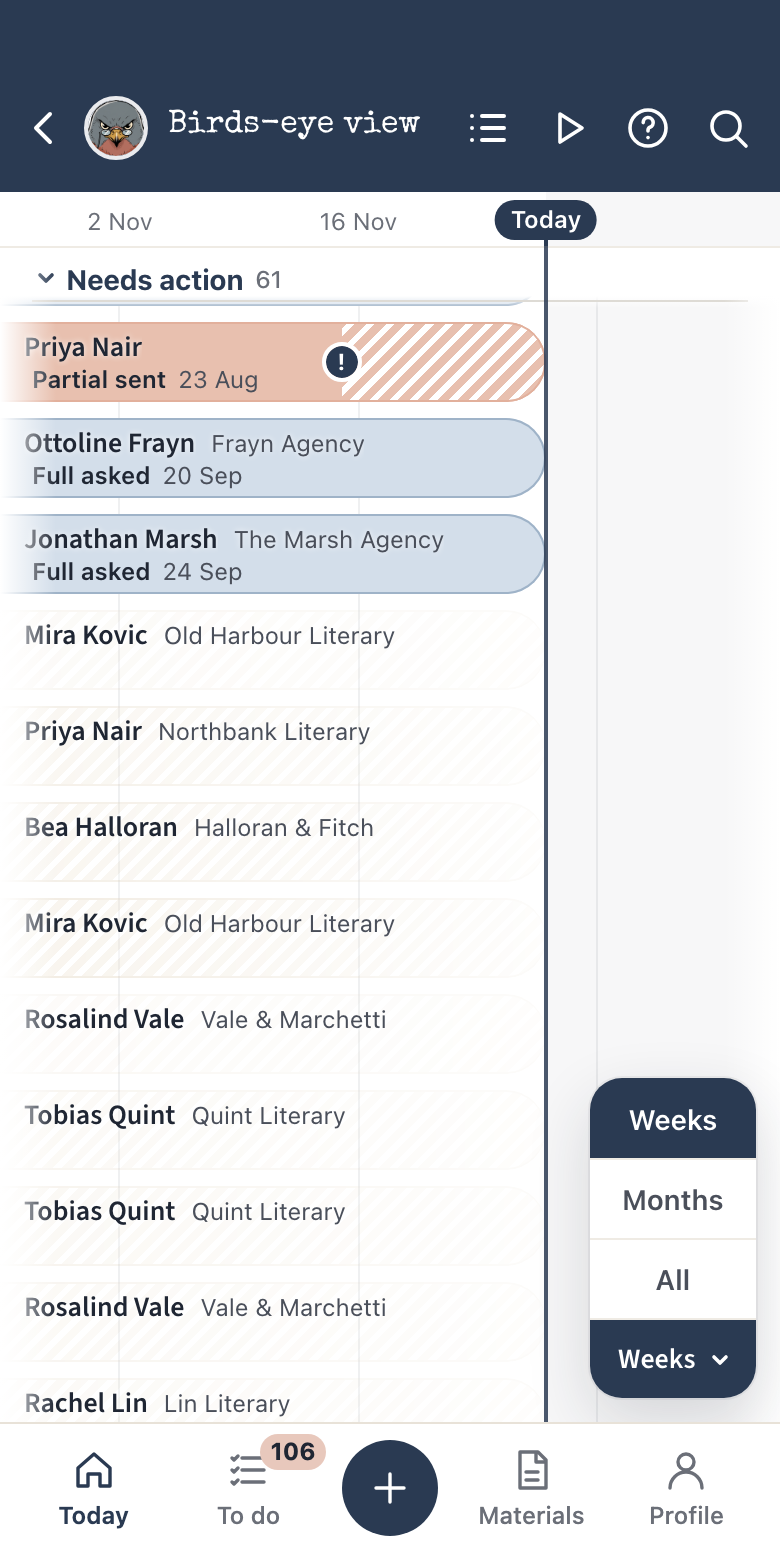 Birds-eye view
2 Nov 16 Nov Today
Needs action 61
Priya Nair
Partial sent 23 Aug
!
Ottoline Frayn Frayn Agency
Full asked 20 Sep
Jonathan Marsh The Marsh Agency
Full asked 24 Sep
Mira Kovic Old Harbour Literary
Priya Nair Northbank Literary
Bea Halloran Halloran & Fitch
Mira Kovic Old Harbour Literary
Rosalind Vale Vale & Marchetti
Tobias Quint Quint Literary
Tobias Quint Quint Literary
Rosalind Vale Vale & Marchetti
Rachel Lin Lin Literary
Weeks
Months
All
Weeks
106
Today To do Materials Profile